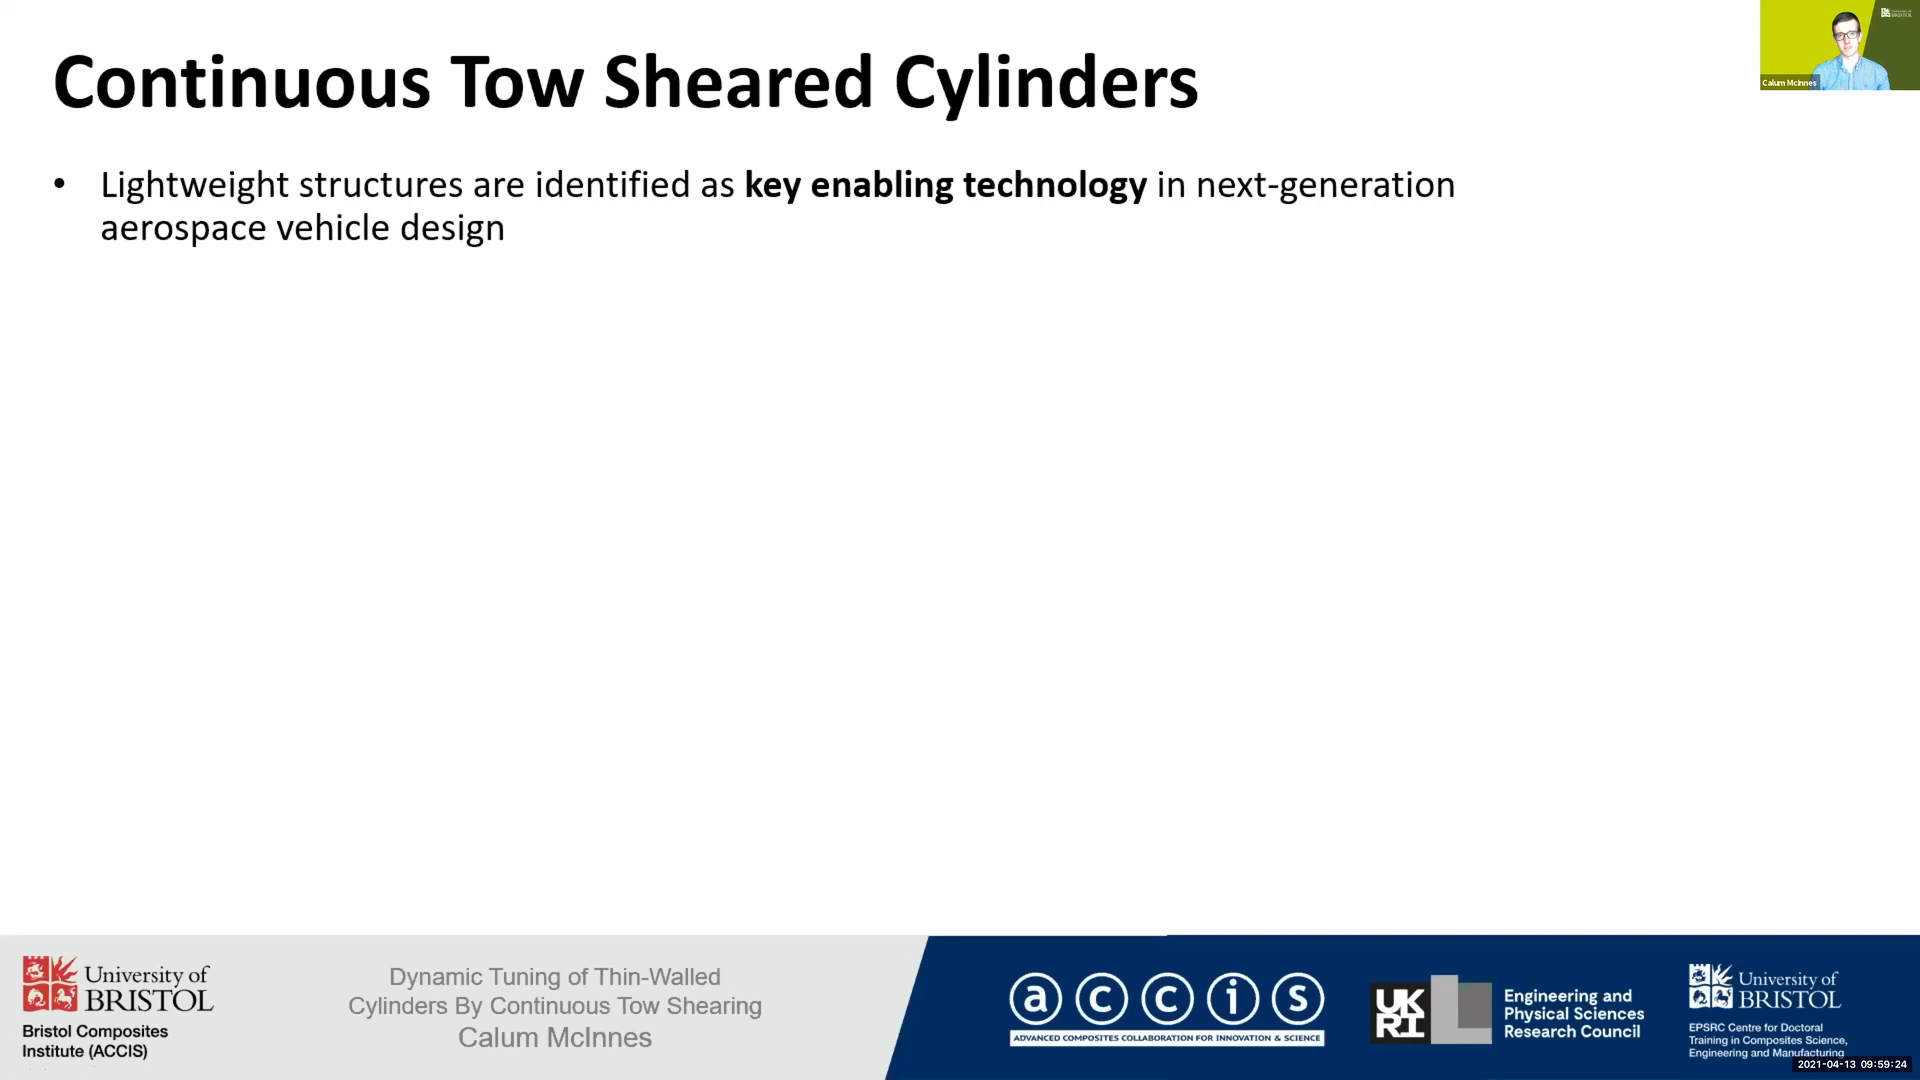 Continuous Tow Sheared Cylinders
Calum McInnes
• Lightweight structures are identified as key enabling technology in next-generation
aerospace vehicle design
University of
BRISTOL
Bristol Composites
Institute (ACCIS)
Dynamic Tuning of Thin-Walled
Cylinders By Continuous Tow Shearing
Calum McInnes
accis
ADVANCED COMPOSITES COLLABORATION FOR INNOVATION & SCIENCE
UK
RI
Engineering and
Physical Sciences
Research Council
University of
BRISTOL
EPSRC Centre for Doctoral
Training in Composites Science,
Engineering and Manufacturing
2021-04-13 09:59:24